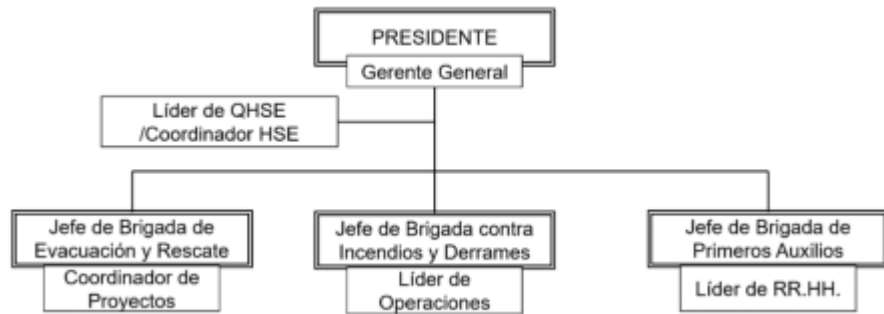 PRESIDENTE
Gerente General
Líder de QHSE
/Coordinador HSE
Jefe de Brigada de
Evacuación y Rescate
Coordinador de
Proyectos
Jefe de Brigada contra
Incendios y Derrames
Líder de
Operaciones
Jefe de Brigada de
Primeros Auxilios
Líder de RR.HH.